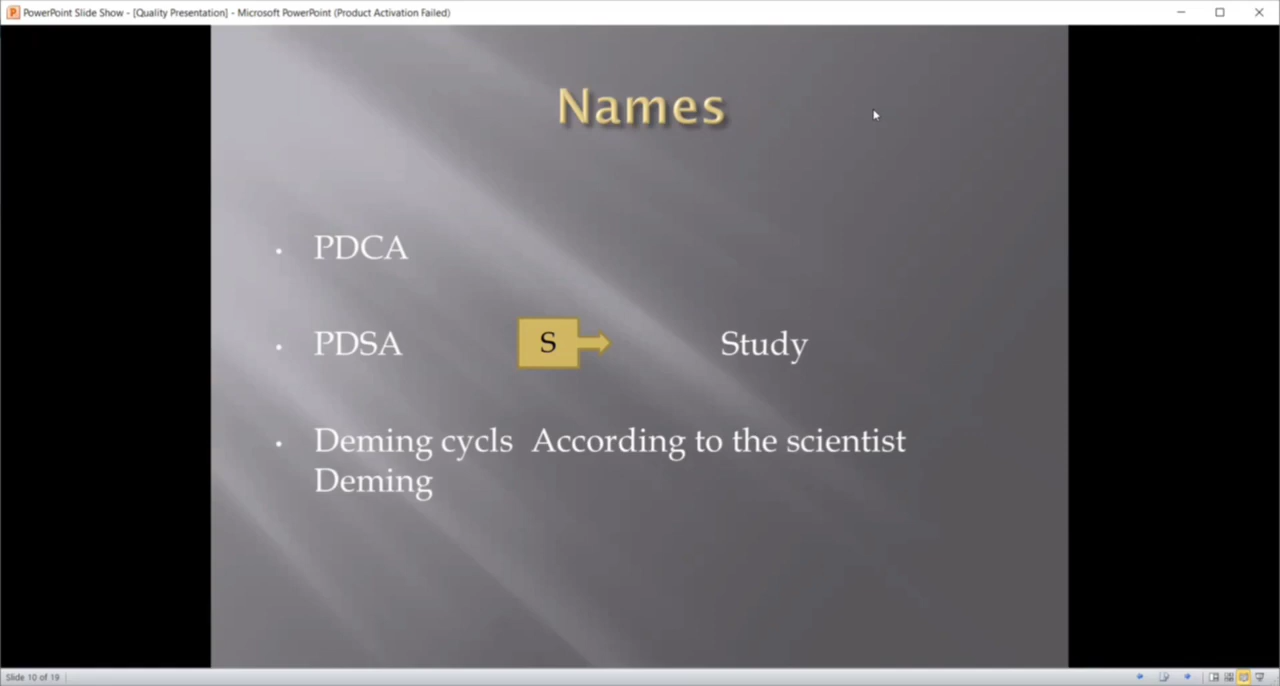 PowerPoint Slide Show - [Quality Presentation] - Microsoft PowerPoint (Product Activation Failed)
Names
• PDCA
• PDSA S Study
• Deming cycls According to the scientist
Deming
Slide 10 of 19